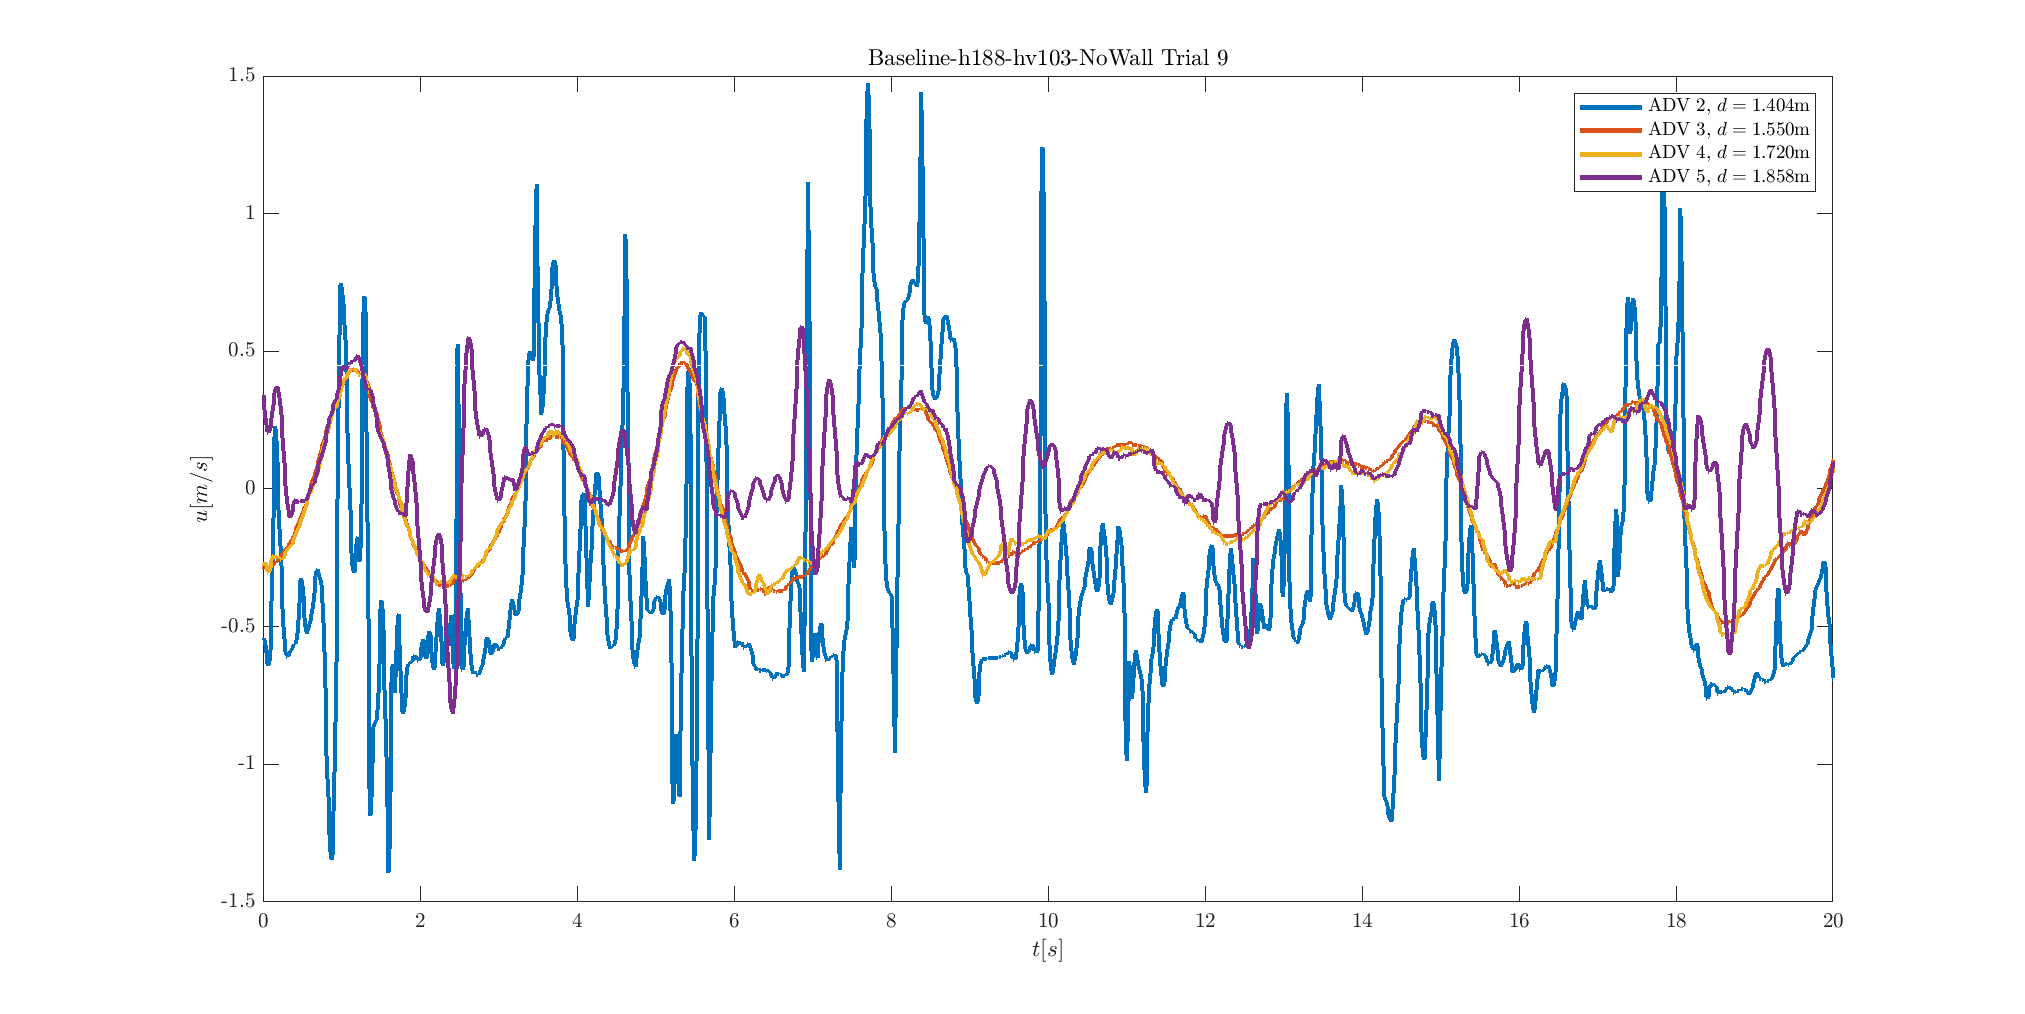 Baseline-h188-hv103-NoWall Trial 9
ADV 2, d = 1.404m
ADV 3, d = 1.550m
ADV 4, d = 1.720m
ADV 5, d = 1.858m
1.5
1
0.5
0
-0.5
-1
-1.5
u[m/s]
0 2 4 6 8 10 12 14 16 18 20
t[s]